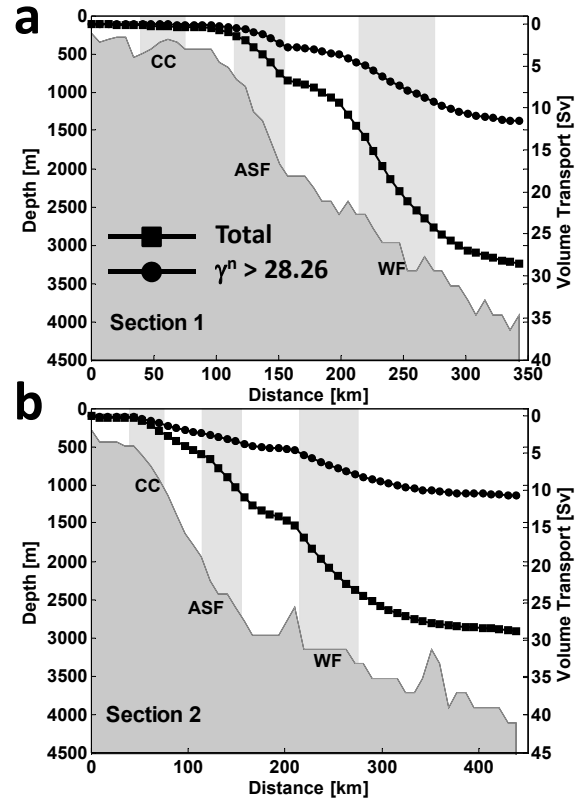 a
0
500
1000
1500
2000
2500
3000
3500
4000
4500
Depth [m]
0
5
10
15
20
25
30
35
40
Volume Transport [Sv]
CC
ASF
WF
Total
γⁿ > 28.26
Section 1
0 50 100 150 200 250 300 350
Distance [km]
b
0
500
1000
1500
2000
2500
3000
3500
4000
4500
Depth [m]
0
5
10
15
20
25
30
35
40
45
Volume Transport [Sv]
CC
ASF
WF
Section 2
0 100 200 300 400
Distance [km]